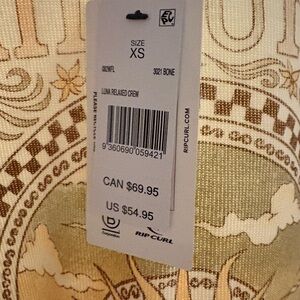 SIZE
XS
082WFL 3021 BONE
LUNA RELAXED CREW
9 360690 059421
CAN $69.95
US $54.95
RIP CURL
RIPCURL.COM